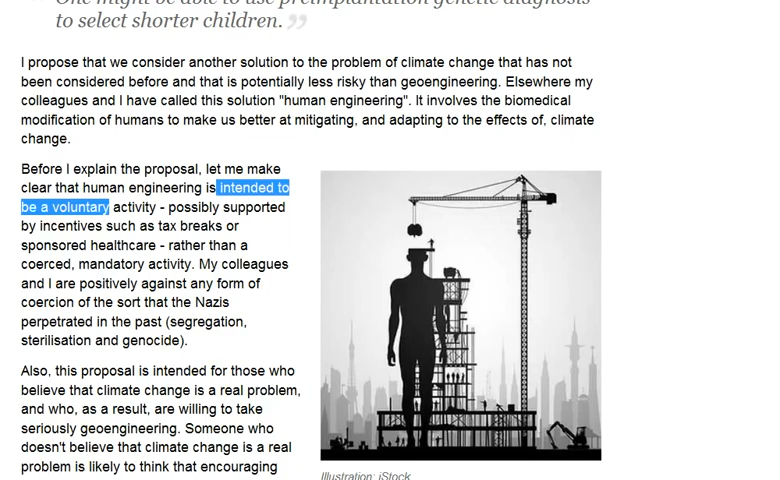 One might be able to use preimplantation genetic diagnosis
to select shorter children.
I propose that we consider another solution to the problem of climate change that has not
been considered before and that is potentially less risky than geoengineering. Elsewhere my
colleagues and I have called this solution "human engineering". It involves the biomedical
modification of humans to make us better at mitigating, and adapting to the effects of, climate
change.
Before I explain the proposal, let me make
clear that human engineering is intended to
be a voluntary activity - possibly supported
by incentives such as tax breaks or
sponsored healthcare - rather than a
coerced, mandatory activity. My colleagues
and I are positively against any form of
coercion of the sort that the Nazis
perpetrated in the past (segregation,
sterilisation and genocide).
Also, this proposal is intended for those who
believe that climate change is a real problem,
and who, as a result, are willing to take
seriously geoengineering. Someone who
doesn't believe that climate change is a real
problem is likely to think that encouraging
Illustration: iStock